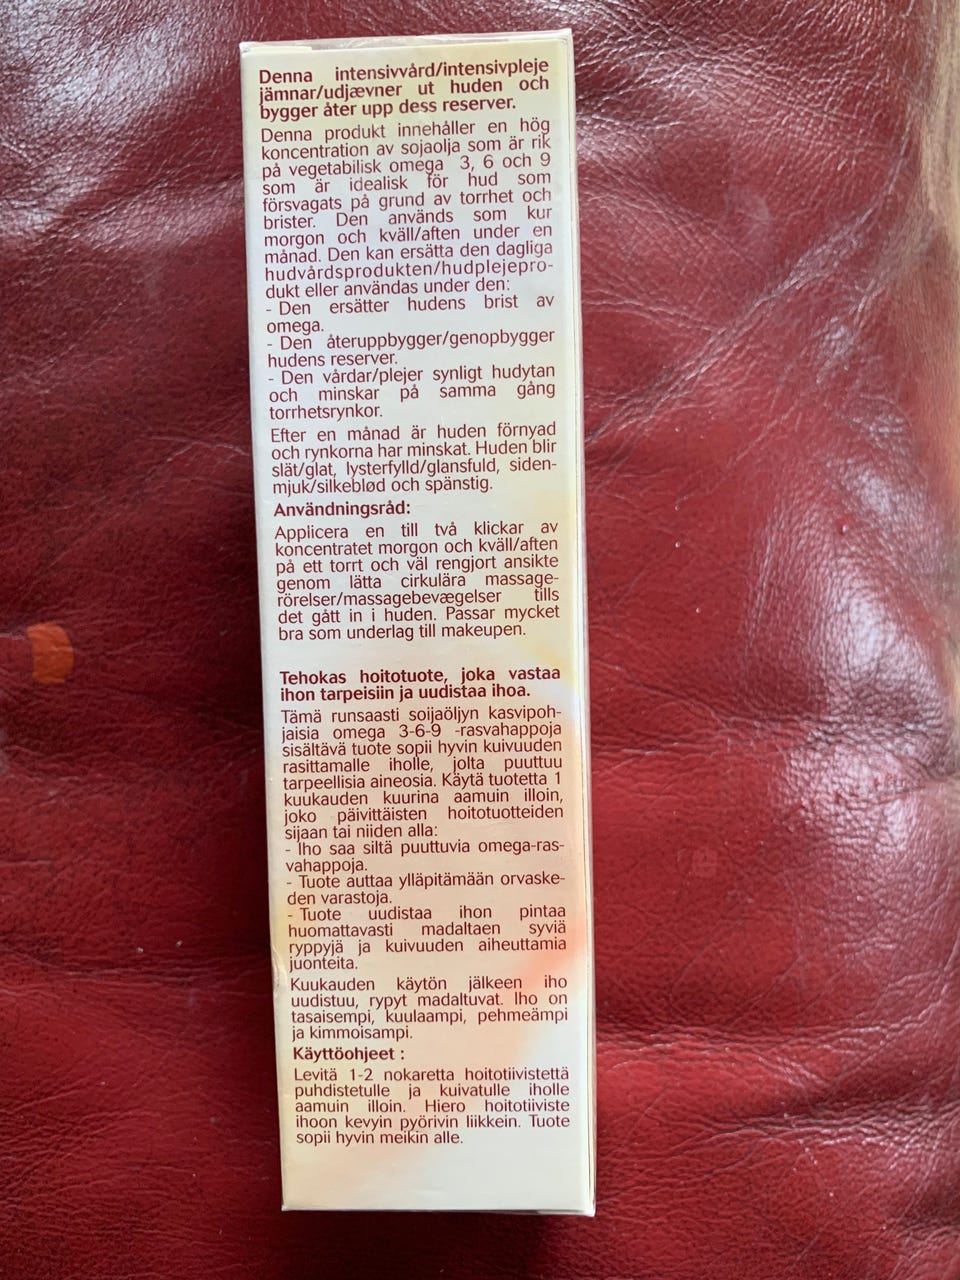 Denna intensivvård/intensivpleje
jämnar/udjævner ut huden och
bygger åter upp dess reserver.
Denna produkt innehåller en hög
koncentration av sojaolja som är rik
på vegetabilisk omega 3, 6 och 9
som är idealisk för hud som
försvagats på grund av torrhet och
brister. Den används som kur
morgon och kväll/aften under en
månad. Den kan ersätta den dagliga
hudvårdsprodukten/hudplejepro-
dukt eller användas under den:
- Den ersätter hudens brist av
omega.
- Den återuppbygger/genopbygger
hudens reserver.
- Den vårdar/plejer synligt hudytan
och minskar på samma gång
torrhetsrynkor.
Efter en månad är huden förnyad
och rynkorna har minskat. Huden blir
slät/glat, lysterfylld/glansfuld, siden-
mjuk/silkeblød och spänstig.
Användningsråd:
Applicera en till två klickar av
koncentratet morgon och kväll/aften
på ett torrt och väl rengjort ansikte
genom lätta cirkulära massage-
rörelser/massagebevægelser tills
det gått in i huden. Passar mycket
bra som underlag till makeupen.
Tehokas hoitotuote, joka vastaa
ihon tarpeisiin ja uudistaa ihoa.
Tämä runsaasti soijaöljyn kasvipoh-
jaisia omega 3-6-9 -rasvahappoja
sisältävä tuote sopii hyvin kuivuuden
rasittamalle iholle, jolta puuttuu
tarpeellisia aineosia. Käytä tuotetta 1
kuukauden kuurina aamuin illoin,
joko päivittäisten hoitotuotteiden
sijaan tai niiden alla:
- Iho saa siltä puuttuvia omega-ras-
vahappoja.
- Tuote auttaa ylläpitämään orvaske-
den varastoja.
- Tuote uudistaa ihon pintaa
huomattavasti madaltaen syviä
ryppyjä ja kuivuuden aiheuttamia
juonteita.
Kuukauden käytön jälkeen iho
uudistuu, rypyt madaltuvat. Iho on
tasaisempi, kuulaampi, pehmeämpi
ja kimmoisampi.
Käyttöohjeet :
Levitä 1-2 nokaretta hoitotiivistettä
puhdistetulle ja kuivatulle iholle
aamuin illoin. Hiero hoitotiiviste
ihoon kevyin pyörivin liikkein. Tuote
sopii hyvin meikin alle.